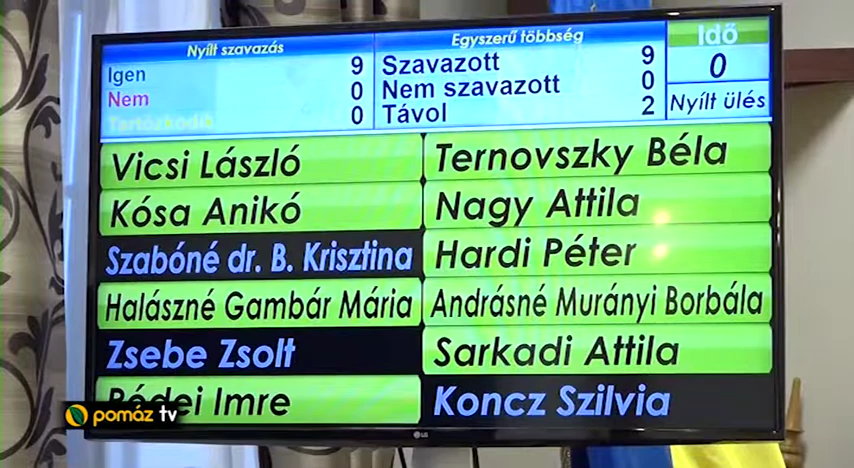 Nyílt szavazás
Igen 9
Nem 0
Tartózkodik 0
Egyszerű többség
Szavazott 9
Nem szavazott 0
Távol 2
Idő
0
Nyílt ülés
Vicsi László
Ternovszky Béla
Kósa Anikó
Nagy Attila
Szabóné dr. B. Krisztina
Hardi Péter
Halászné Gambár Mária
Andrásné Murányi Borbála
Zsebe Zsolt
Sarkadi Attila
Imre
Koncz Szilvia
pomáz tv
LG